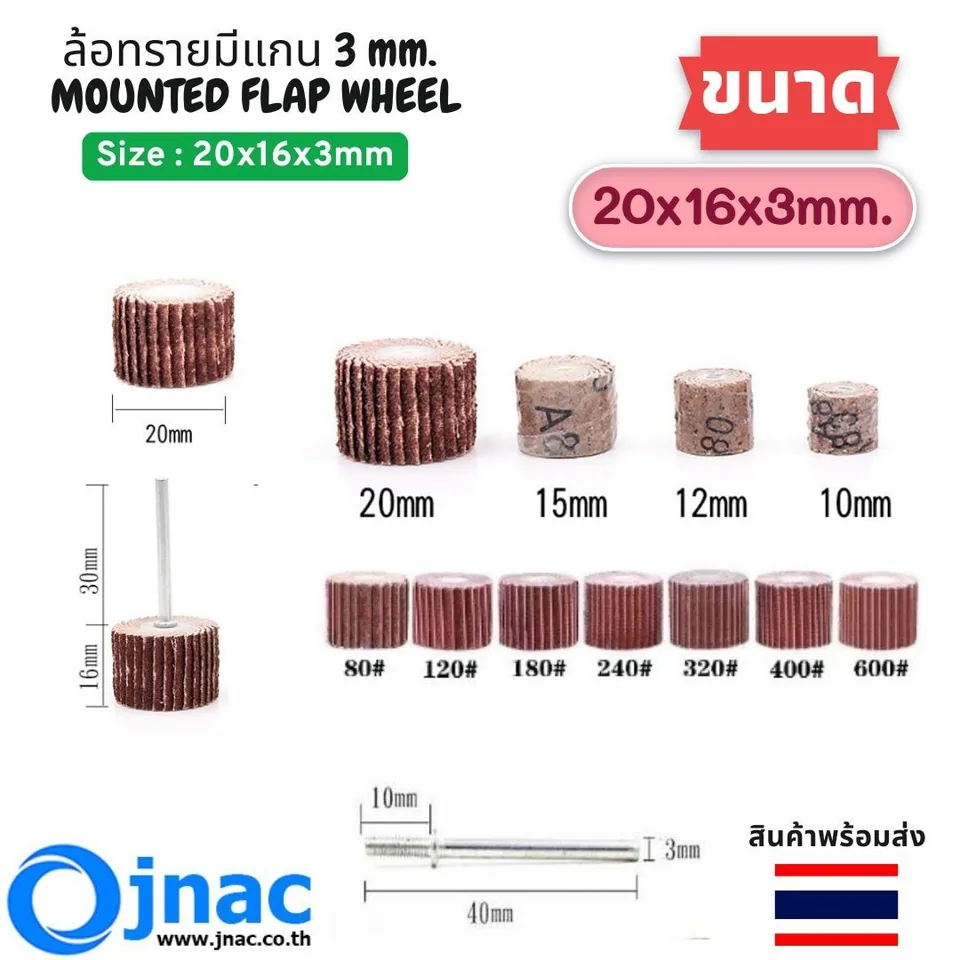 ล้อทรายมีแกน 3 mm.
MOUNTED FLAP WHEEL
Size : 20x16x3mm
ขนาด
20x16x3mm.
20mm
A8
80
20mm 15mm 12mm 10mm
30mm
16mm
80# 120# 180# 240# 320# 400# 600#
10mm
3mm
40mm
jnac
www.jnac.co.th
สินค้าพร้อมส่ง